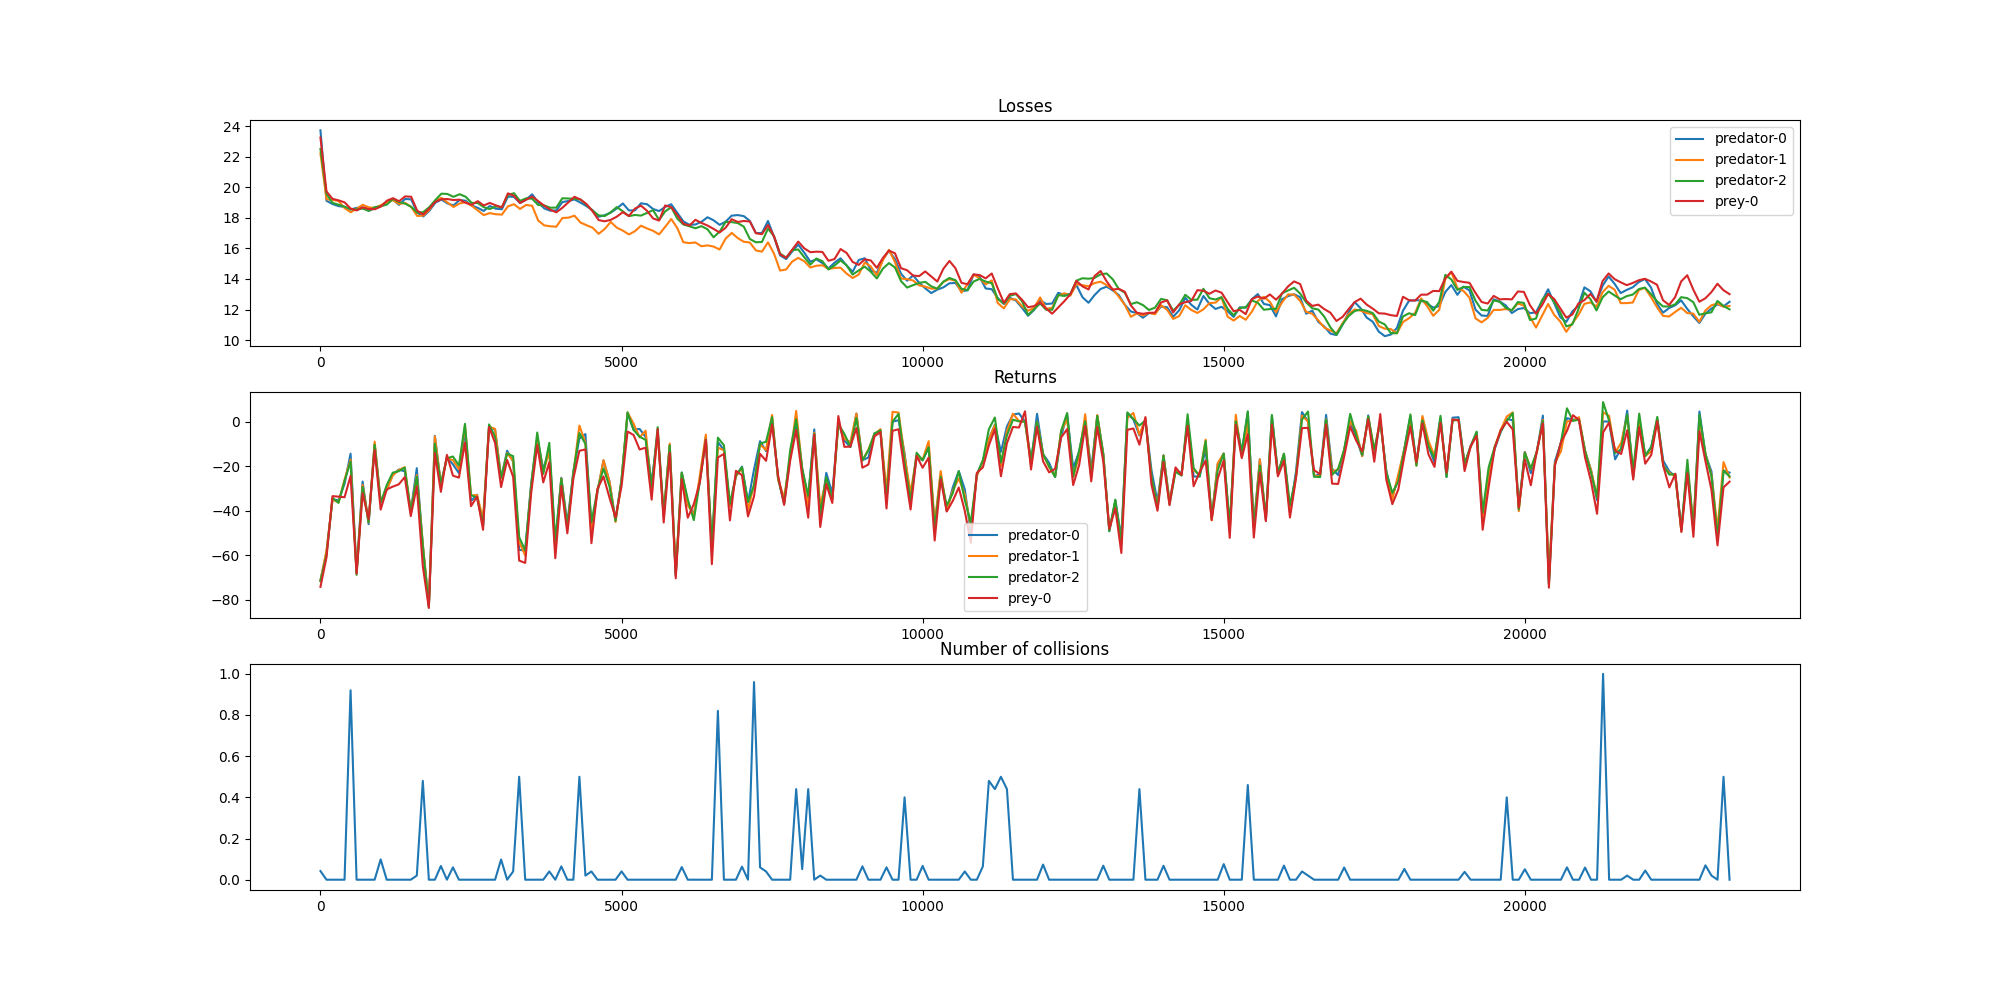 Losses
24
22
20
18
16
14
12
10
predator-0
predator-1
predator-2
prey-0
0 5000 10000 15000 20000
Returns
0
−20
−40
−60
−80
predator-0
predator-1
predator-2
prey-0
0 5000 10000 15000 20000
Number of collisions
1.0
0.8
0.6
0.4
0.2
0.0
0 5000 10000 15000 20000